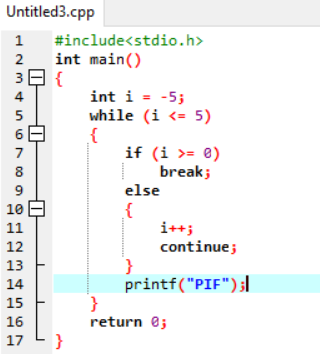 Untitled3.cpp
1 #include<stdio.h>
2 int main()
3 {
4 int i = -5;
5 while (i <= 5)
6 {
7 if (i >= 0)
8 break;
9 else
10 {
11 i++;
12 continue;
13 }
14 printf("PIF");
15 }
16 return 0;
17 }